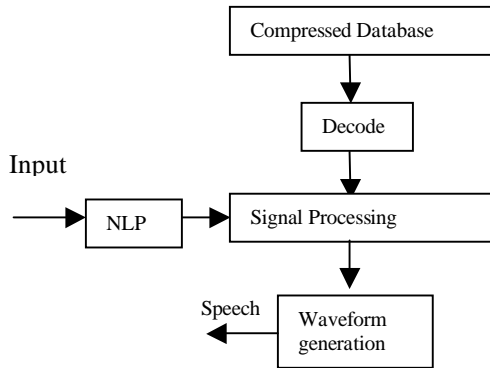 Compressed Database
Decode
Input
NLP
Signal Processing
Speech
Waveform
generation